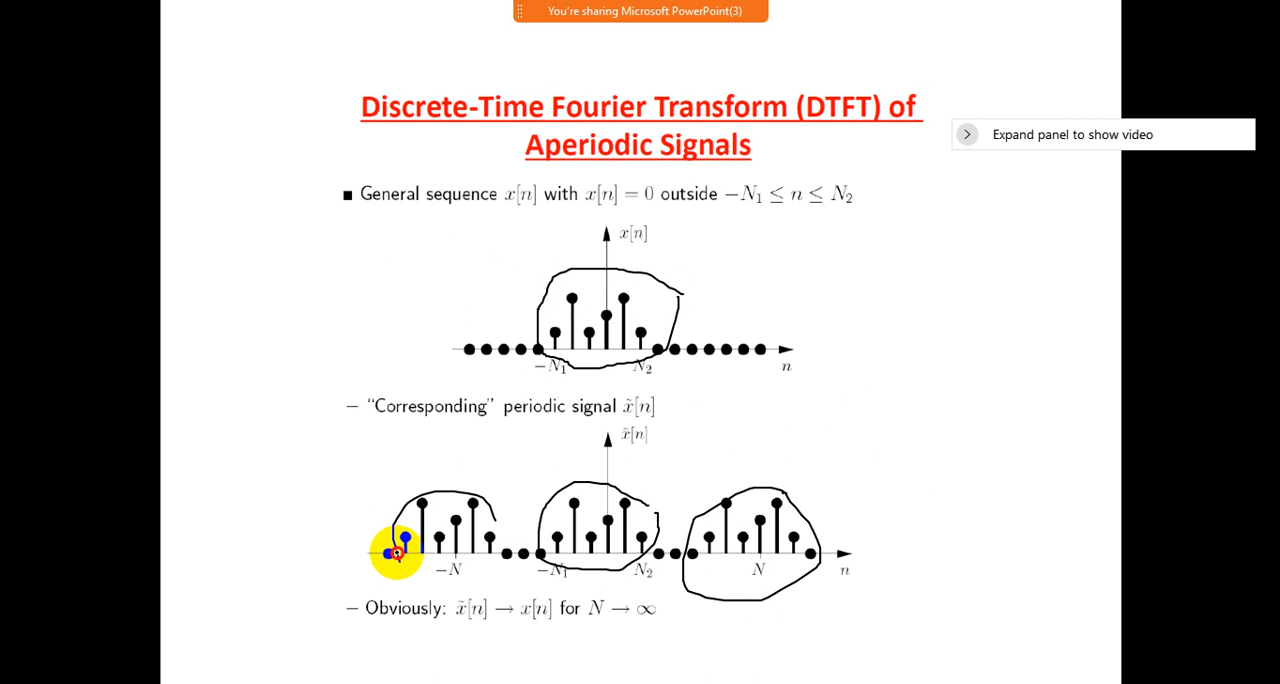 You're sharing Microsoft PowerPoint(3)
Discrete-Time Fourier Transform (DTFT) of
Aperiodic Signals
Expand panel to show video
■ General sequence x[n] with x[n] = 0 outside −N₁ ≤ n ≤ N₂
x[n]
−N₁ N₂ n
– “Corresponding” periodic signal x̃[n]
x̃[n]
−N −N₁ N₂ N n
– Obviously: x̃[n] → x[n] for N → ∞